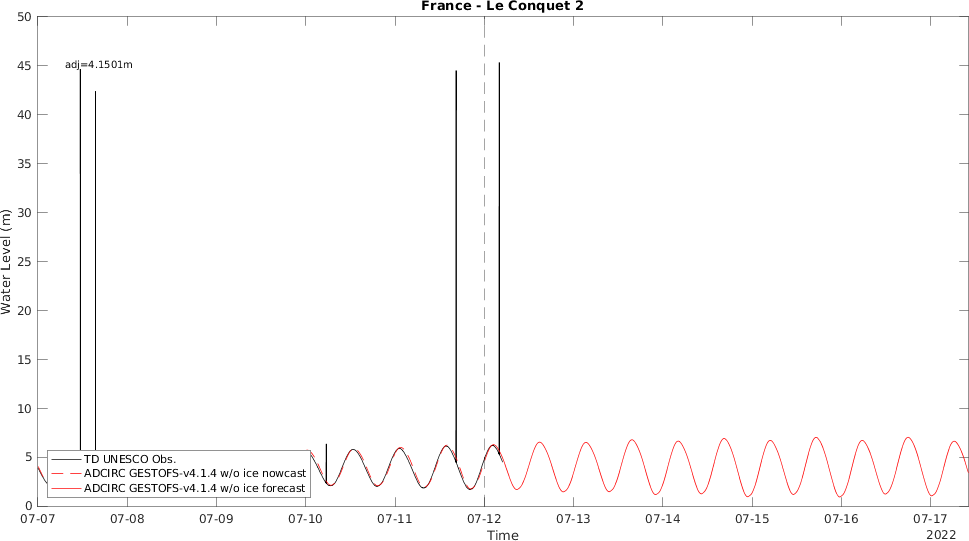 France - Le Conquet 2
50
45
40
35
30
25
20
15
10
5
0
Water Level (m)
adj=4.1501m
TD UNESCO Obs.
ADCIRC GESTOFS-v4.1.4 w/o ice nowcast
ADCIRC GESTOFS-v4.1.4 w/o ice forecast
07-07 07-08 07-09 07-10 07-11 07-12 07-13 07-14 07-15 07-16 07-17
Time
2022